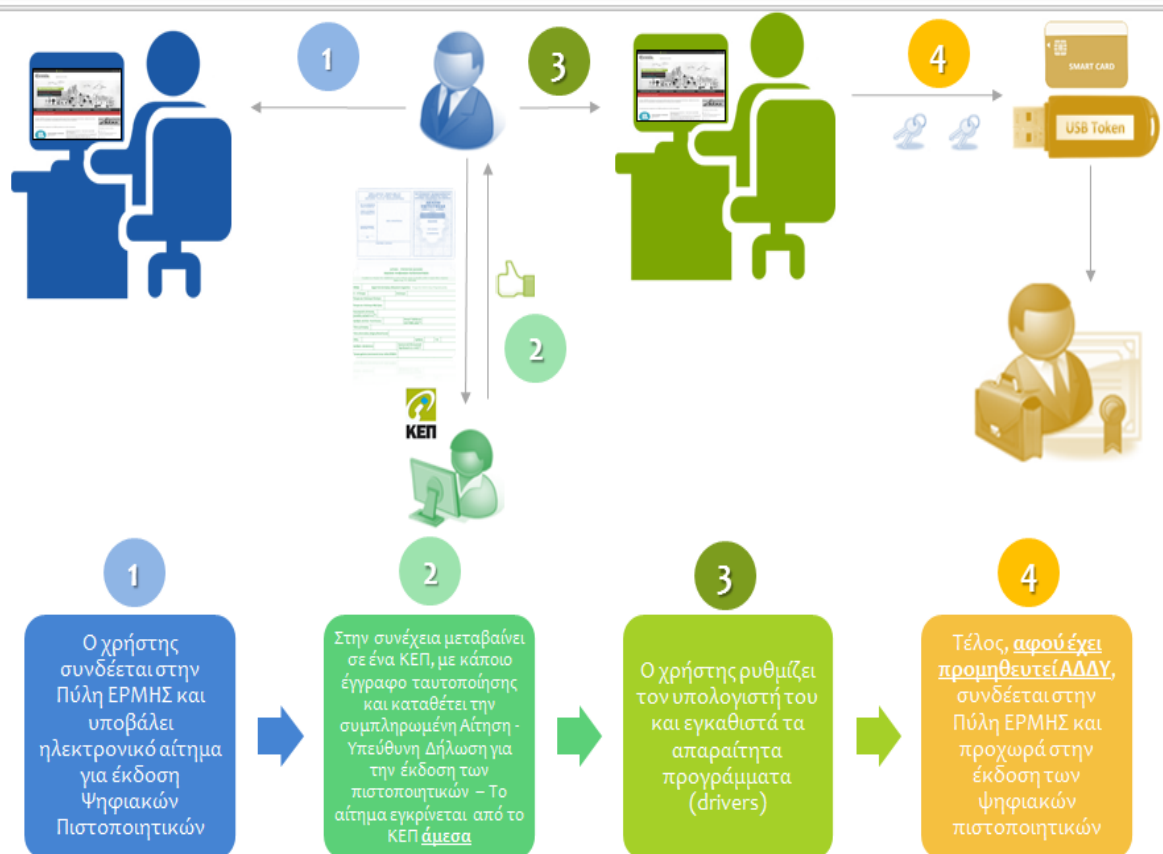 1
3
4
SMART CARD
USB Token
2
ΚΕΠ
1
2
3
4
Ο χρήστης
συνδέεται στην
Πύλη ΕΡΜΗΣ και
υποβάλει
ηλεκτρονικό αίτημα
για έκδοση
Ψηφιακών
Πιστοποιητικών
Στην συνέχεια μεταβαίνει
σε ένα ΚΕΠ, με κάποιο
έγγραφο ταυτοποίησης
και καταθέτει την
συμπληρωμένη Αίτηση -
Υπεύθυνη Δήλωση για
την έκδοση των
πιστοποιητικών – Το
αίτημα εγκρίνεται από το
ΚΕΠ άμεσα
Ο χρήστης ρυθμίζει
τον υπολογιστή του
και εγκαθιστά τα
απαραίτητα
προγράμματα
(drivers)
Τέλος, αφού έχει
προμηθευτεί ΑΔΔΥ,
συνδέεται στην
Πύλη ΕΡΜΗΣ και
προχωρά στην
έκδοση των
ψηφιακών
πιστοποιητικών